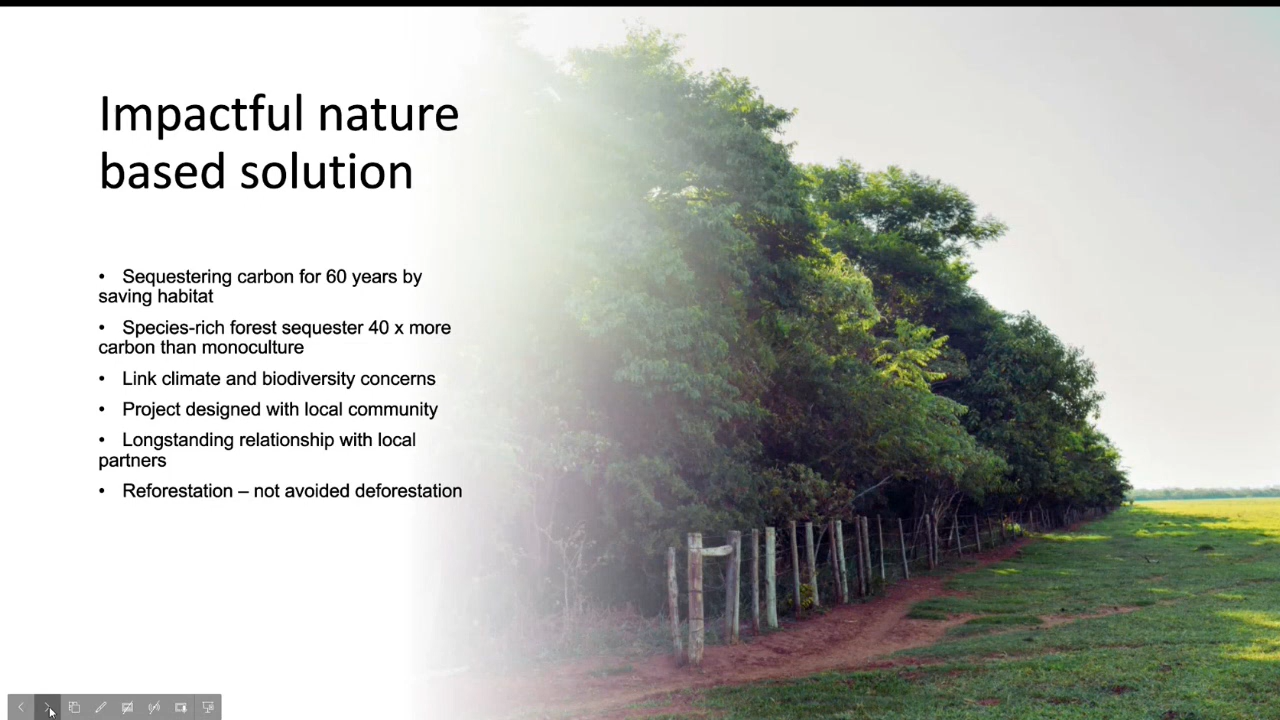 Impactful nature
based solution
• Sequestering carbon for 60 years by
saving habitat
• Species-rich forest sequester 40 x more
carbon than monoculture
• Link climate and biodiversity concerns
• Project designed with local community
• Longstanding relationship with local
partners
• Reforestation – not avoided deforestation